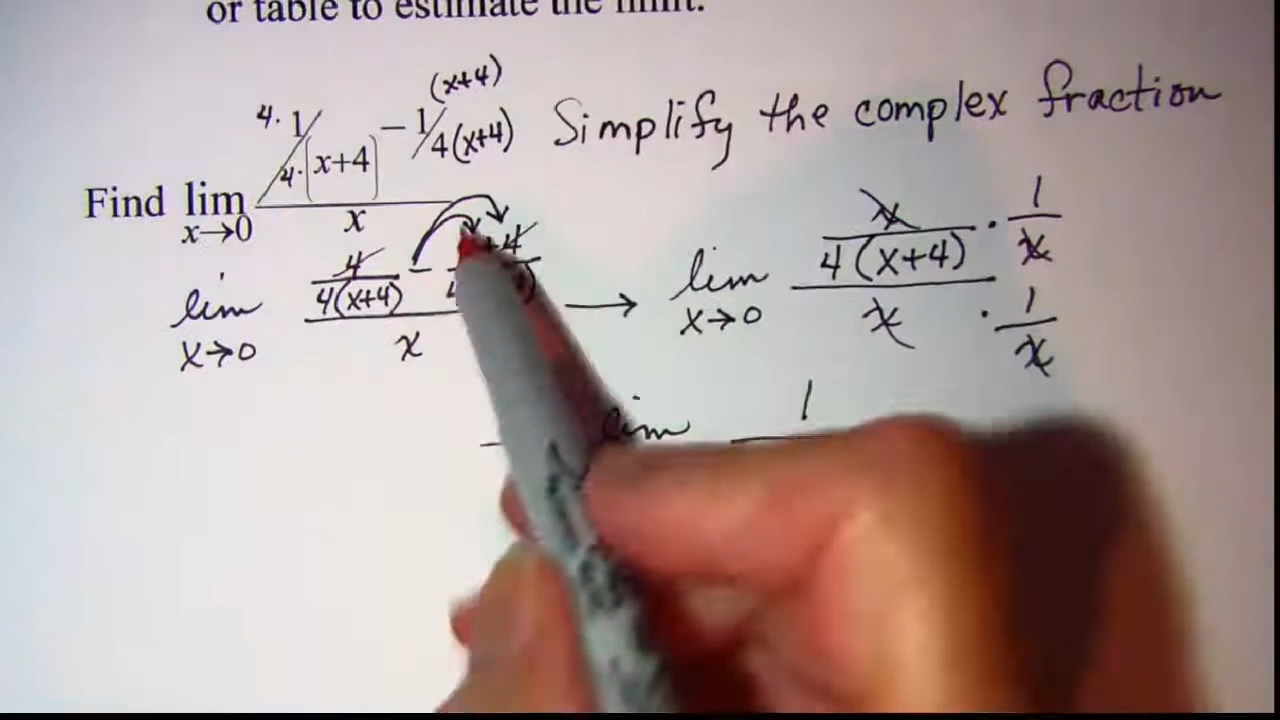 or table to estimate the limit.
(x+4)
4· 1/4·(x+4) − 1/4(x+4) Simplify the complex fraction
Find lim x→0 x
lim x→0 4/4(x+4) − +4 x → lim x→0 x/4(x+4) · 1/x x · 1/x
lim 1